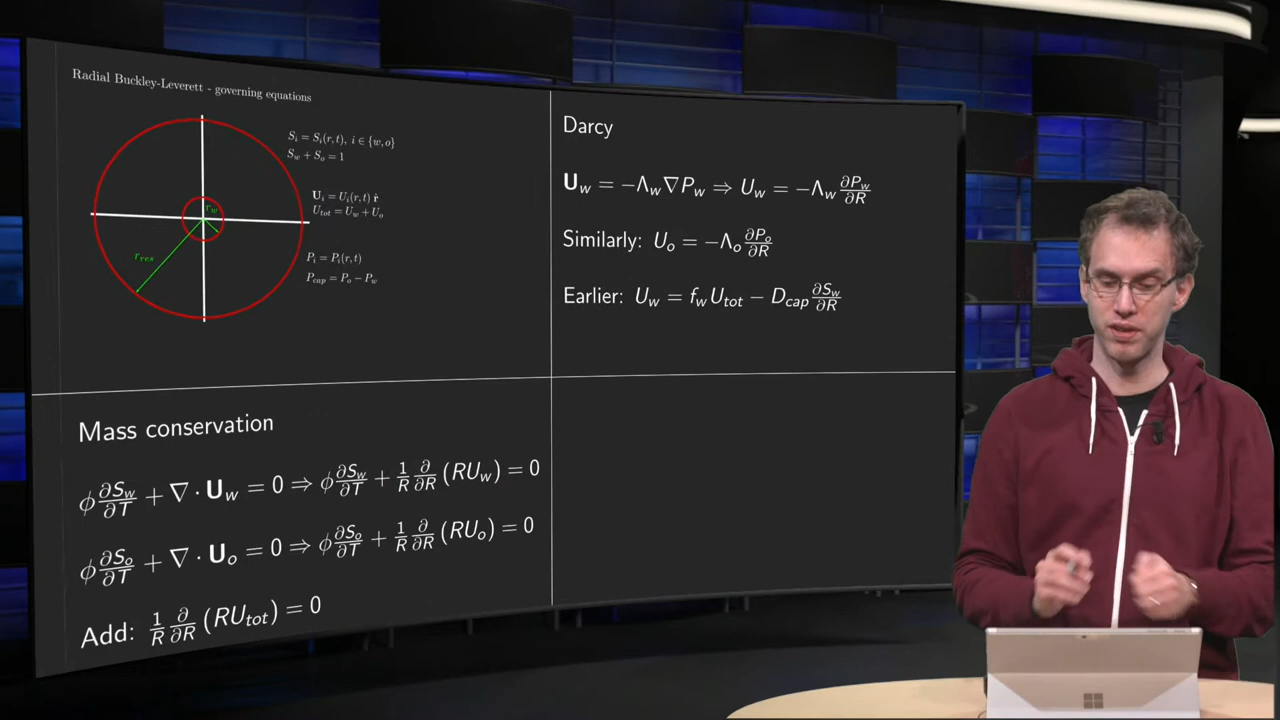 Radial Buckley-Leverett - governing equations
S_i = S_i(r, t), i ∈ {w, o}
S_w + S_o = 1
U_i = U_i(r, t) r̂
U_tot = U_w + U_o
P_i = P_i(r, t)
P_cap = P_o − P_w
r_w
r_res
Darcy
U_w = −Λ_w∇P_w ⇒ U_w = −Λ_w ∂P_w/∂R
Similarly: U_o = −Λ_o ∂P_o/∂R
Earlier: U_w = f_w U_tot − D_cap ∂S_w/∂R
Mass conservation
ϕ ∂S_w/∂T + ∇ · U_w = 0 ⇒ ϕ ∂S_w/∂T + 1/R ∂/∂R (RU_w) = 0
ϕ ∂S_o/∂T + ∇ · U_o = 0 ⇒ ϕ ∂S_o/∂T + 1/R ∂/∂R (RU_o) = 0
Add: 1/R ∂/∂R (RU_tot) = 0